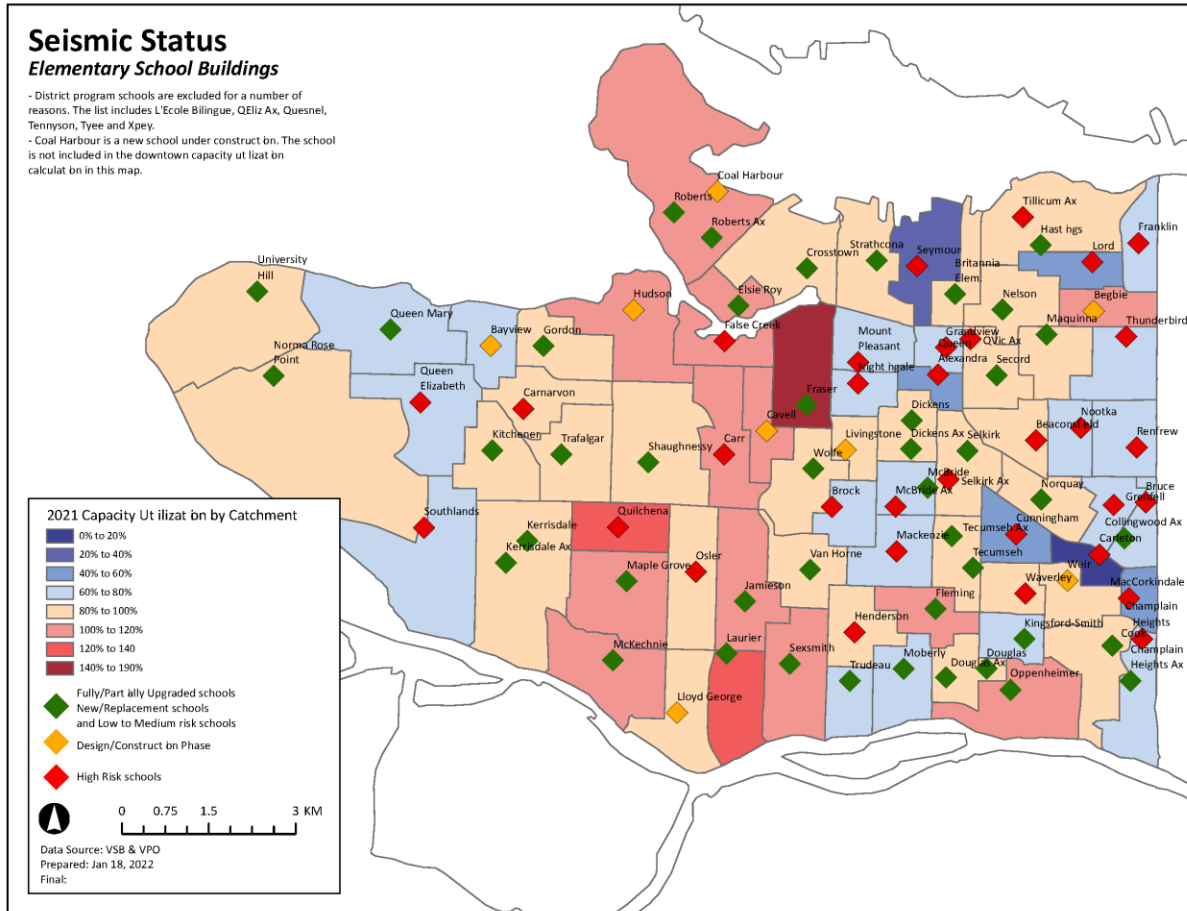 Seismic Status
Elementary School Buildings
- District program schools are excluded for a number of
reasons. The list includes L'Ecole Bilingue, QEliz Ax, Quesnel,
Tennyson, Tyee and Xpey.
- Coal Harbour is a new school under construct on. The school
is not included in the downtown capacity ut lizat on
calculat on in this map.
Coal Harbour
Roberts
Roberts Ax
Crosstown
Strathcona
Seymour
Tillicum Ax
Hast ngs
Lord
Franklin
University
Hill
Hudson
Elsie Roy
Britannia
Elem.
Nelson
Begbie
Queen Mary
Bayview
Gordon
False Creek
Mount
Pleasant
Grandview
QVic Ax
Maquinna
Thunderbird
Norma Rose
Point
Queen
Elizabeth
Night ngale
Queen
Alexandra
Secord
Carnarvon
Fraser
Cavell
Dickens
Nootka
Kitchener
Trafalgar
Shaughnessy
Carr
Livingstone
Dickens Ax
Selkirk
Beaconsf eld
Renfrew
Wolfe
McBride
Selkirk Ax
Norquay
Bruce
Grenfell
Southlands
Quilchena
Brock
McBride Ax
Cunningham
Collingwood Ax
Kerrisdale
Kerrisdale Ax
Osler
Van Horne
Mackenzie
Tecumseh Ax
Tecumseh
Carleton
Weir
Maple Grove
Jamieson
Waverley
MacCorkindale
Fleming
Champlain
Heights
McKechnie
Laurier
Sexsmith
Henderson
Kingsford-Smith
Cook
Champlain
Heights Ax
Trudeau
Moberly
Douglas Ax
Douglas
Oppenheimer
Lloyd George
2021 Capacity Ut lizat on by Catchment
0% to 20%
20% to 40%
40% to 60%
60% to 80%
80% to 100%
100% to 120%
120% to 140
140% to 190%
Fully/Part ally Upgraded schools
New/Replacement schools
and Low to Medium risk schools
Design/Construct on Phase
High Risk schools
0 0.75 1.5 3 KM
Data Source: VSB & VPO
Prepared: Jan 18, 2022
Final: